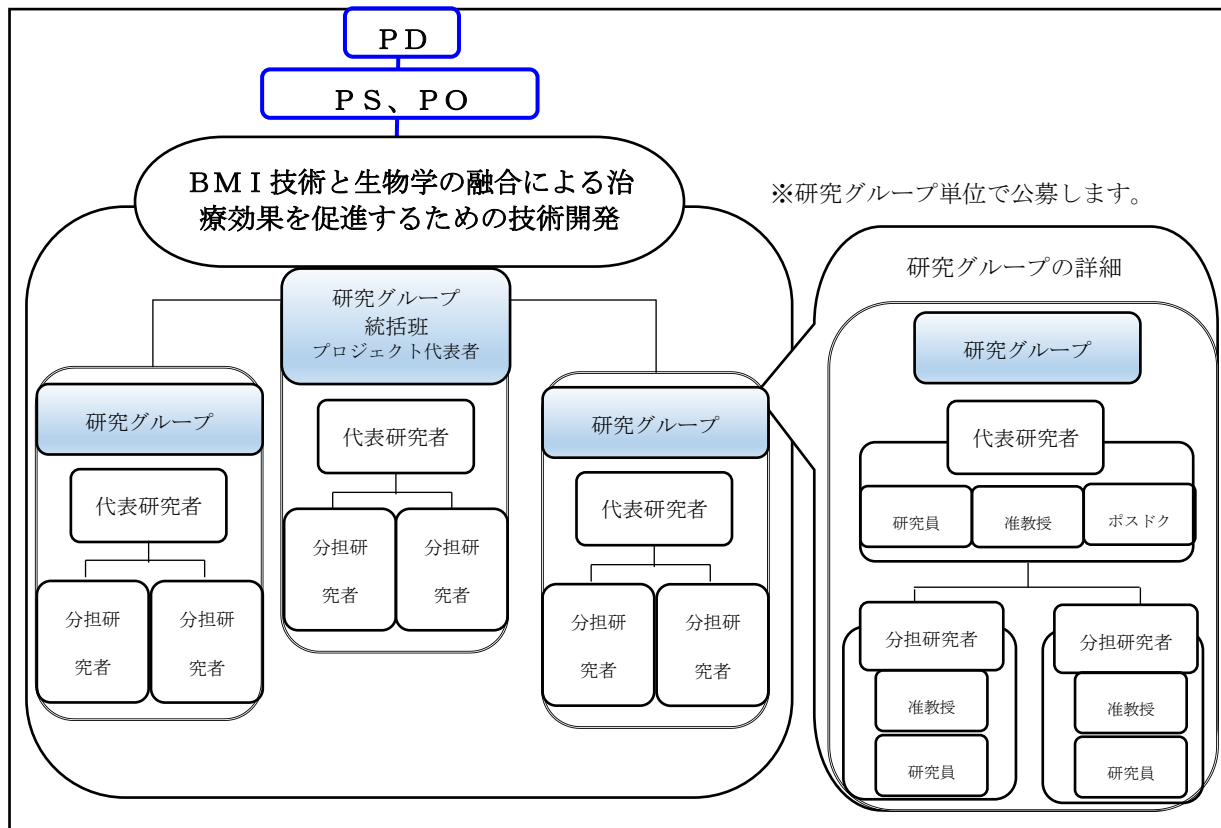 ＰＤ
ＰＳ、ＰＯ
ＢＭＩ技術と生物学の融合による治
療効果を促進するための技術開発
※研究グループ単位で公募します。
研究グループ
統括班
プロジェクト代表者
代表研究者
分担研
究者
分担研
究者
研究グループ
代表研究者
分担研
究者
分担研
究者
研究グループ
代表研究者
分担研
究者
分担研
究者
研究グループの詳細
研究グループ
代表研究者
研究員
准教授
ポスドク
分担研究者
准教授
研究員
分担研究者
准教授
研究員